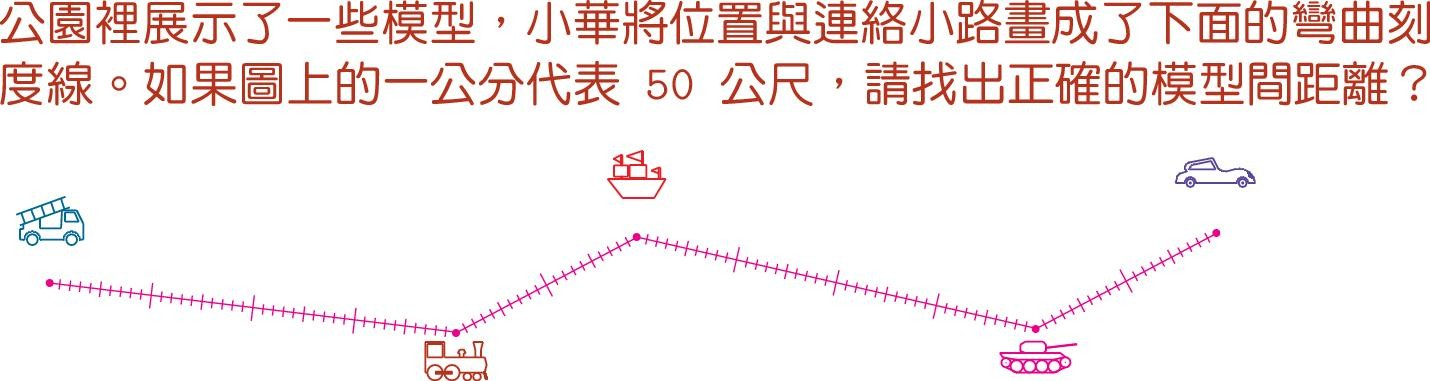 公園裡展示了一些模型，小華將位置與連絡小路畫成了下面的彎曲刻
度線。如果圖上的一公分代表 50 公尺，請找出正確的模型間距離？